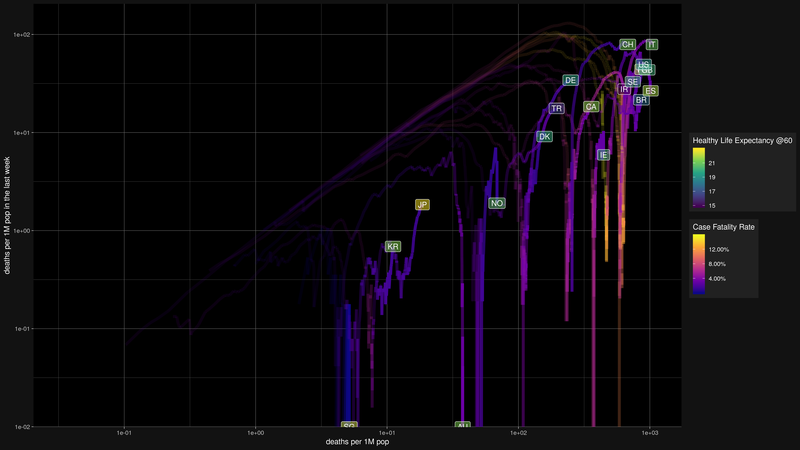 1e+02
1e+01
1e+00
1e-01
1e-02
deaths per 1M pop in the last week
CH
IT
US
GB
DE
SE
IR
ES
BR
TR
CA
DK
IE
JP
NO
KR
SG
AU
1e-01
1e+00
1e+01
1e+02
1e+03
deaths per 1M pop
Healthy Life Expectancy @60
21
19
17
15
Case Fatality Rate
12.00%
8.00%
4.00%